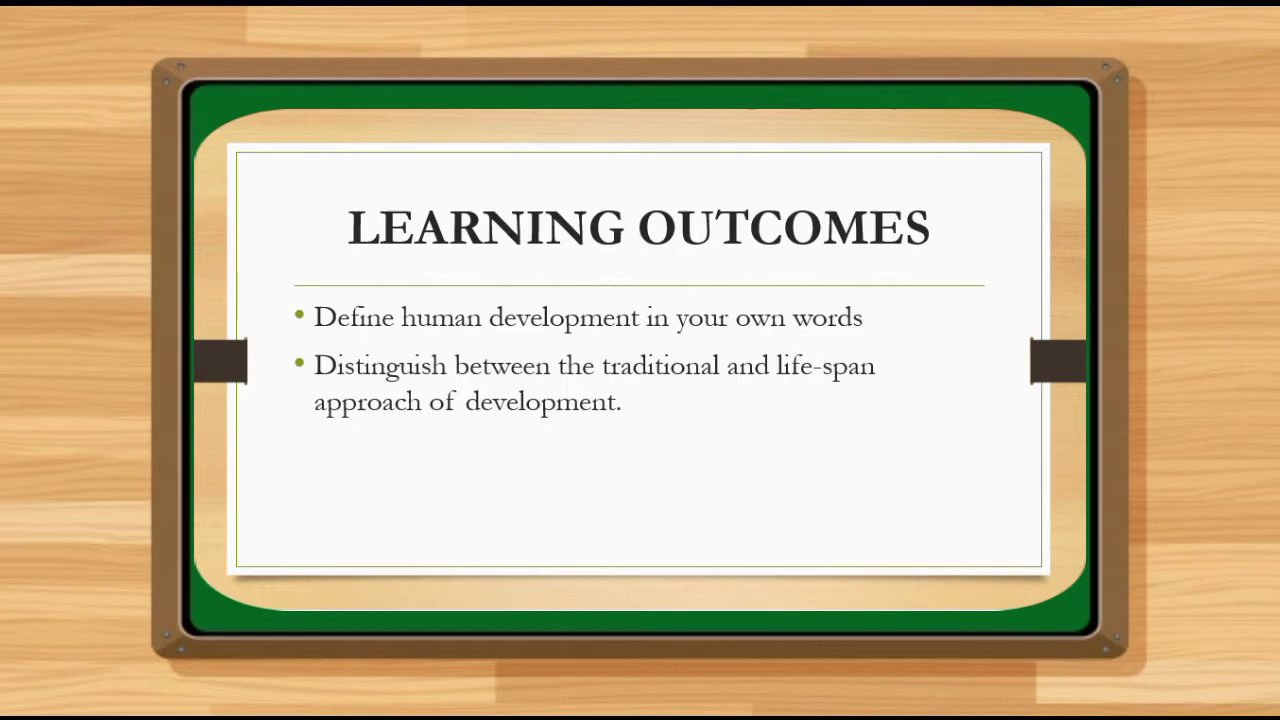 LEARNING OUTCOMES
• Define human development in your own words
• Distinguish between the traditional and life-span
approach of development.